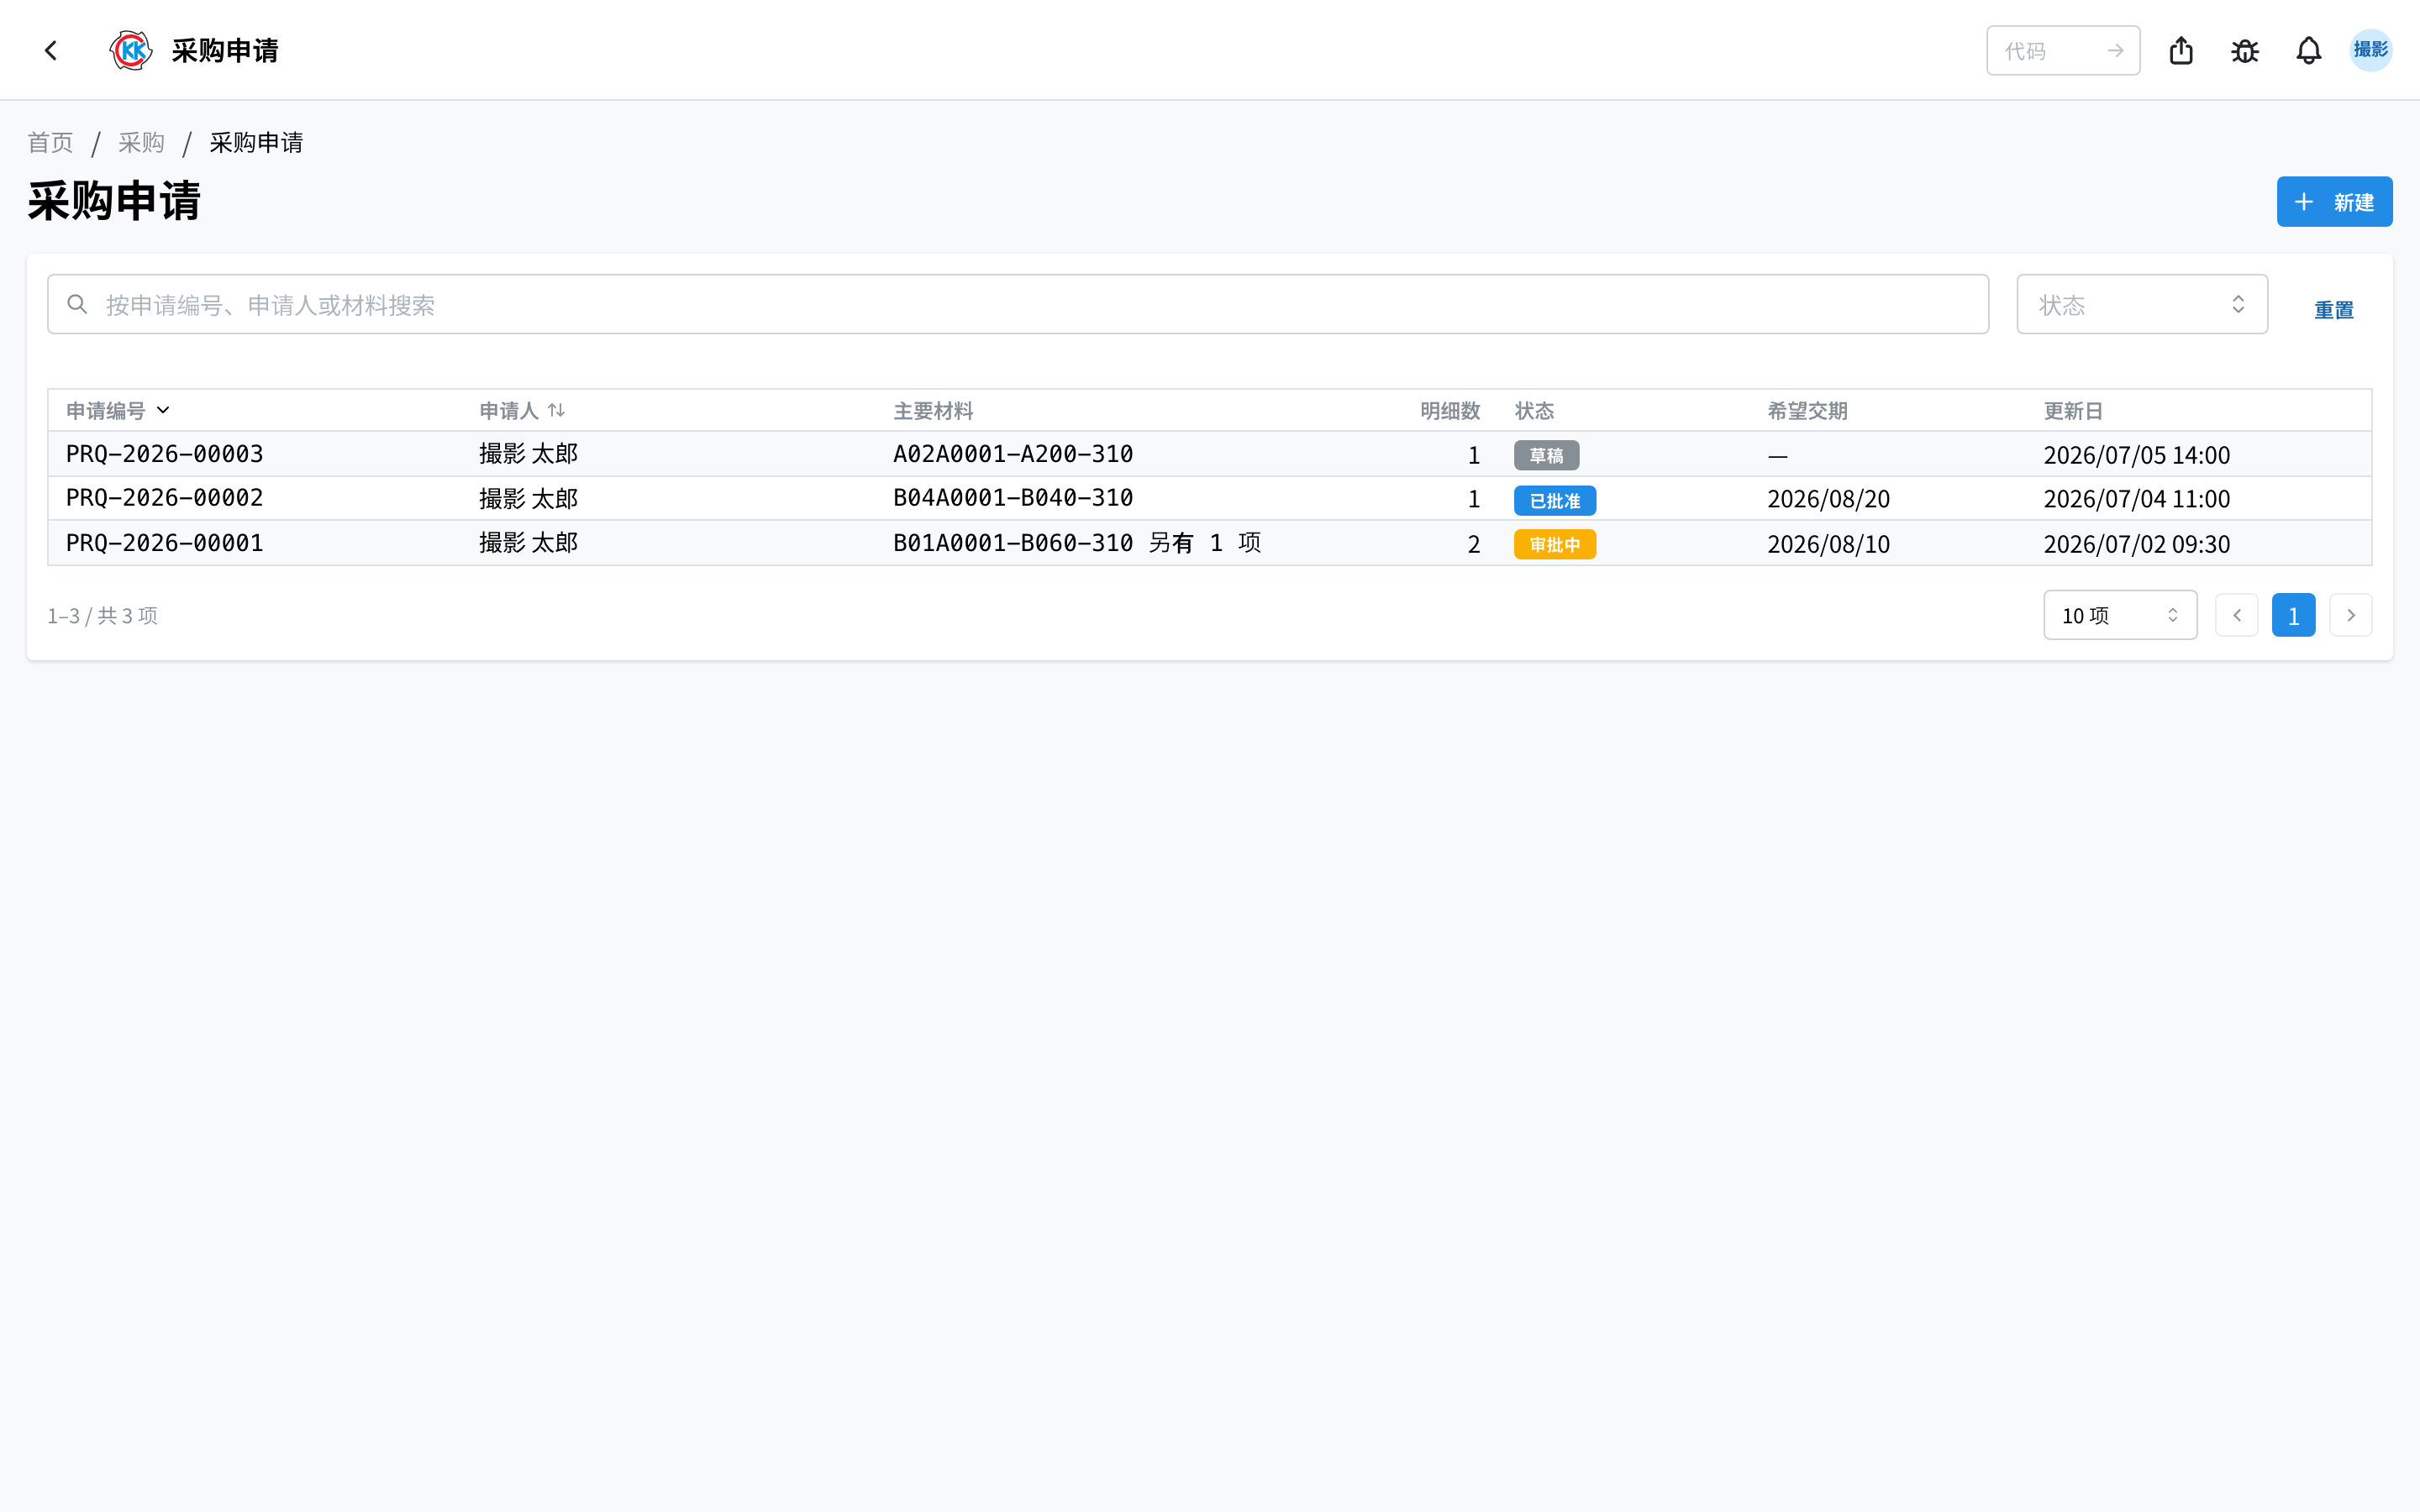 KK 采购申请 代码 撮影
首页 / 采购 / 采购申请
采购申请
新建
按申请编号、申请人或材料搜索 状态 重置
申请编号 申请人 主要材料 明细数 状态 希望交期 更新日
PRQ-2026-00003 撮影 太郎 A02A0001-A200-310 1 草稿 — 2026/07/05 14:00
PRQ-2026-00002 撮影 太郎 B04A0001-B040-310 1 已批准 2026/08/20 2026/07/04 11:00
PRQ-2026-00001 撮影 太郎 B01A0001-B060-310 另有 1 项 2 审批中 2026/08/10 2026/07/02 09:30
1–3 / 共 3 项 10 项 1